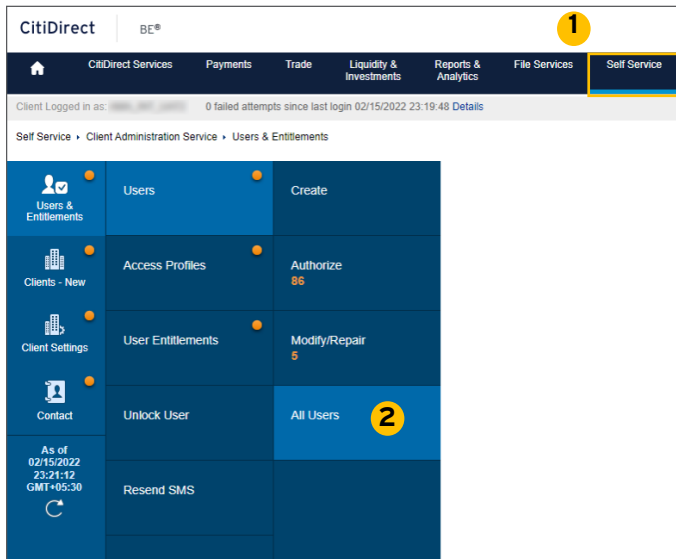 CitiDirect BE®
1
CitiDirect Services
Payments
Trade
Liquidity &
Investments
Reports &
Analytics
File Services
Self Service
Client Logged in as:
0 failed attempts since last login 02/15/2022 23:19:48 Details
Self Service ▸ Client Administration Service ▸ Users & Entitlements
Users &
Entitlements
Users
Create
Clients - New
Access Profiles
Authorize
86
Client Settings
User Entitlements
Modify/Repair
5
Contact
Unlock User
All Users
2
As of
02/15/2022
23:21:12
GMT+05:30
Resend SMS